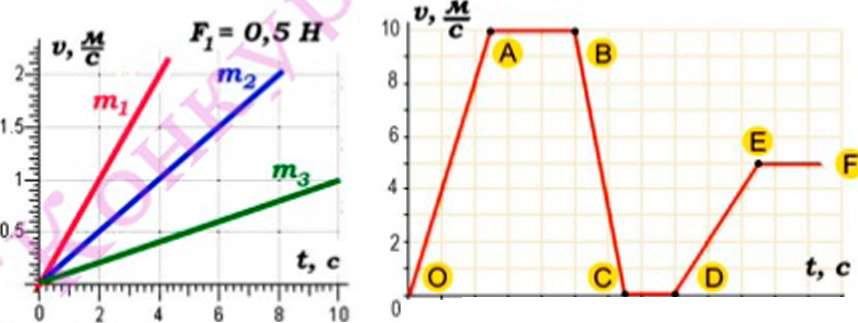 v, м/с
F₁ = 0,5 Н
2
1.5
1
0.5
m₁
m₂
m₃
t, с
0 2 4 6 8 10
Конкур
v, м/с
10
8
6
4
2
0
A
B
E
F
O
C
D
t, с